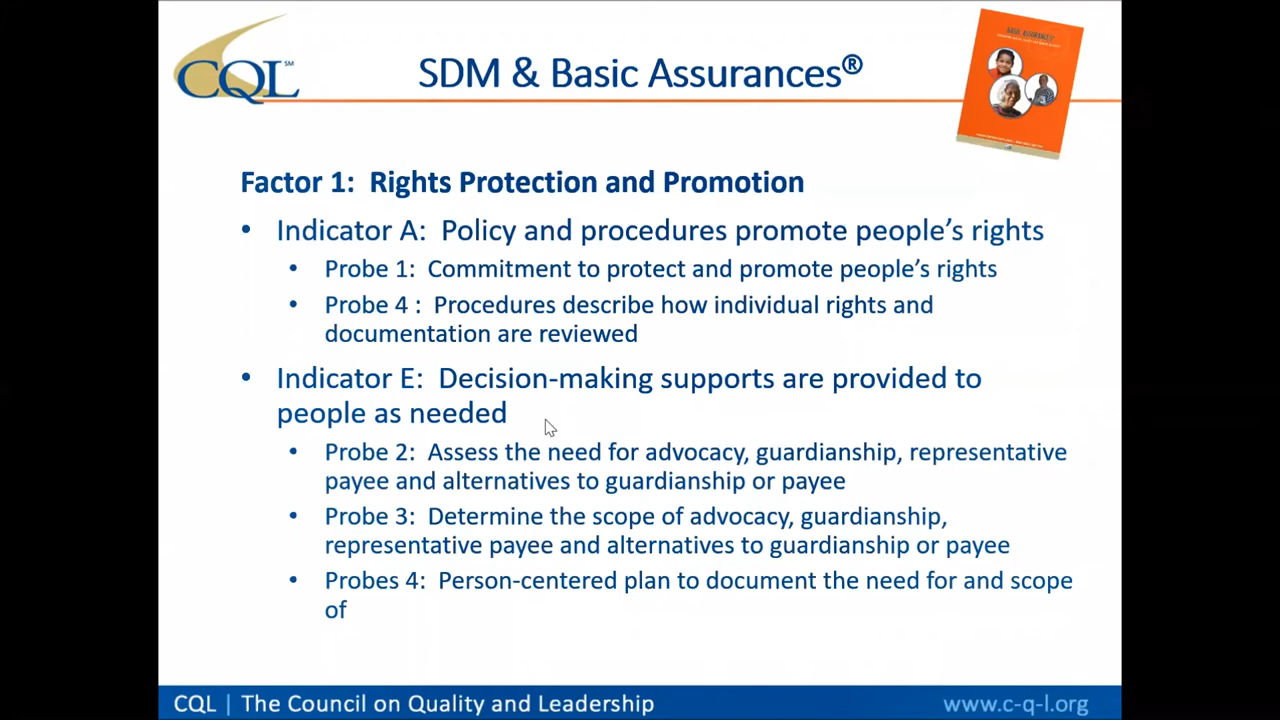 CQL℠
SDM & Basic Assurances®
BASIC ASSURANCES®
Factor 1: Rights Protection and Promotion
• Indicator A: Policy and procedures promote people’s rights
• Probe 1: Commitment to protect and promote people’s rights
• Probe 4 : Procedures describe how individual rights and
documentation are reviewed
• Indicator E: Decision-making supports are provided to
people as needed
• Probe 2: Assess the need for advocacy, guardianship, representative
payee and alternatives to guardianship or payee
• Probe 3: Determine the scope of advocacy, guardianship,
representative payee and alternatives to guardianship or payee
• Probes 4: Person-centered plan to document the need for and scope
of
CQL | The Council on Quality and Leadership
www.c-q-l.org